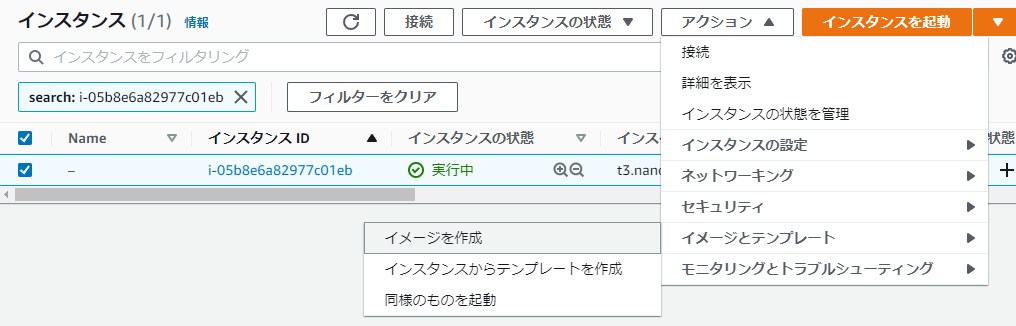 インスタンス (1/1) 情報 接続 インスタンスの状態 アクション インスタンスを起動
インスタンスをフィルタリング
search: i-05b8e6a82977c01eb フィルターをクリア
Name インスタンス ID インスタンスの状態 インス 状態
– i-05b8e6a82977c01eb 実行中 t3.nano
接続
詳細を表示
インスタンスの状態を管理
インスタンスの設定
ネットワーキング
セキュリティ
イメージとテンプレート
モニタリングとトラブルシューティング
イメージを作成
インスタンスからテンプレートを作成
同様のものを起動